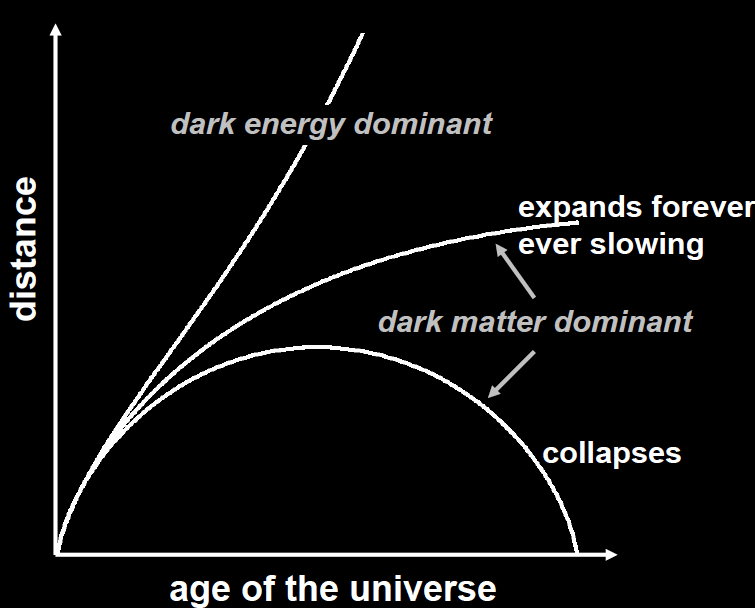 dark energy dominant
expands forever
ever slowing
distance
dark matter dominant
collapses
age of the universe